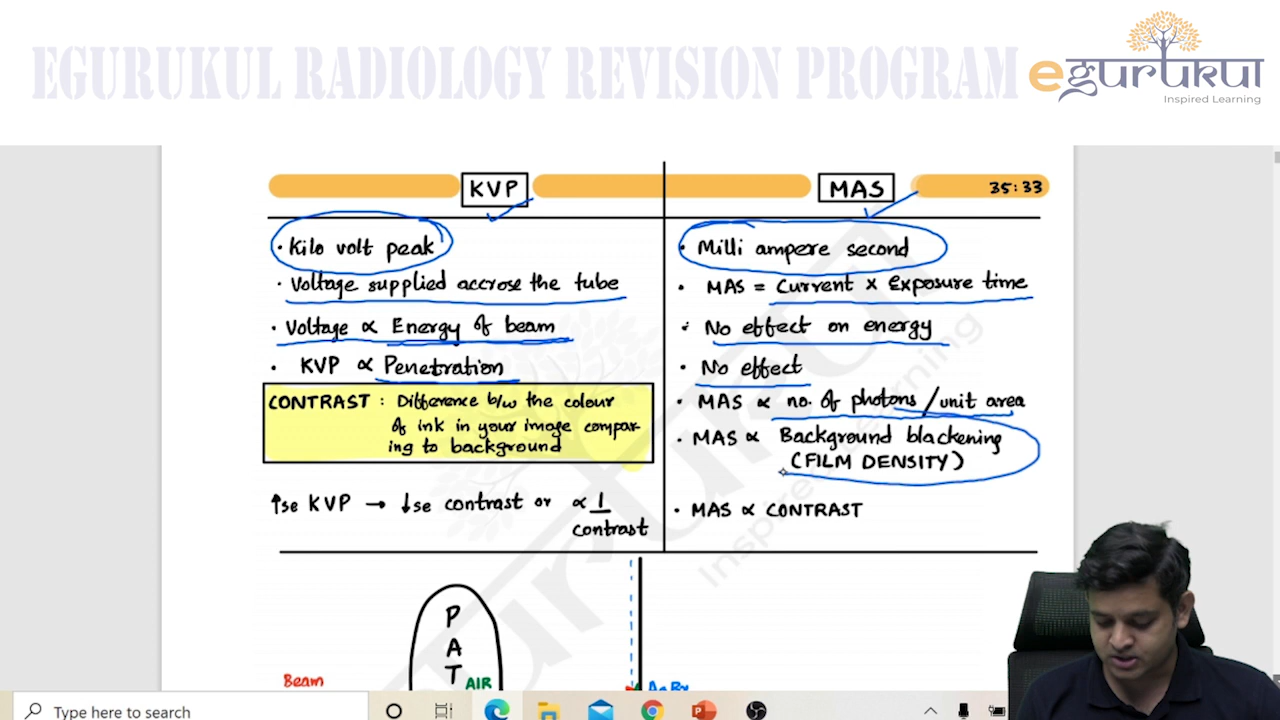 EGURUKUL RADIOLOGY REVISION PROGRAM
egurukul
Inspired Learning
KVP
MAS
35:33
· Kilo volt peak
· Voltage supplied accrose the tube
· Voltage ∝ Energy of beam
· KVP ∝ Penetration
CONTRAST : Difference b/w the colour
of ink in your image compar-
ing to background
↑se KVP → ↓se contrast or ∝ 1
contrast
· Milli ampere second
· MAS = Current × Exposure time
· No effect on energy
· No effect
· MAS ∝ no. of photons / unit area
· MAS ∝ Background blackening
(FILM DENSITY)
· MAS ∝ CONTRAST
P
A
T
AIR
Beam
Type here to search